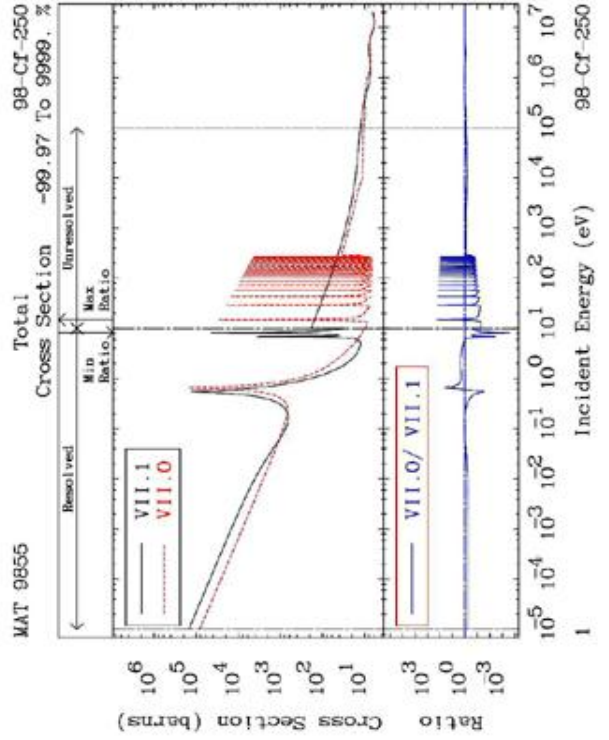 MAT 9855 Total 98-Cf-250
Cross Section -99.97 To 9999. %
Resolved Unresolved
Min Ratio
Max Ratio
VII.1
VII.0
Cross Section (barns)
10^6
10^5
10^4
10^3
10^2
10^1
VII.0/ VII.1
Ratio
10^3
10^0
10^-3
10^-5 10^-4 10^-3 10^-2 10^-1 10^0 10^1 10^2 10^3 10^4 10^5 10^6 10^7
1 Incident Energy (eV) 98-Cf-250